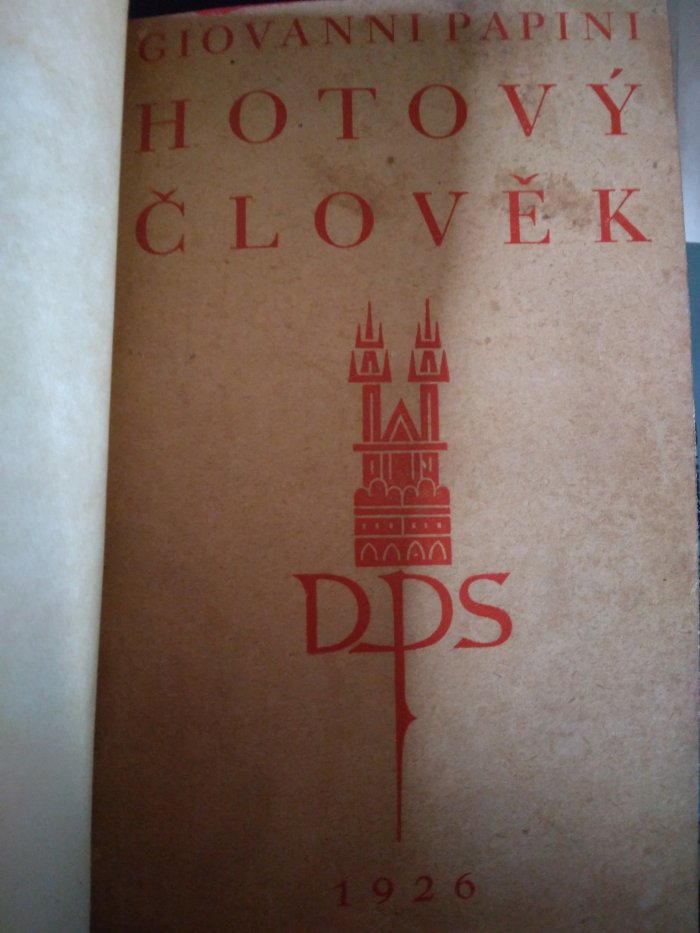 GIOVANNI PAPINI
HOTOVÝ
ČLOVĚK
DPS
1926